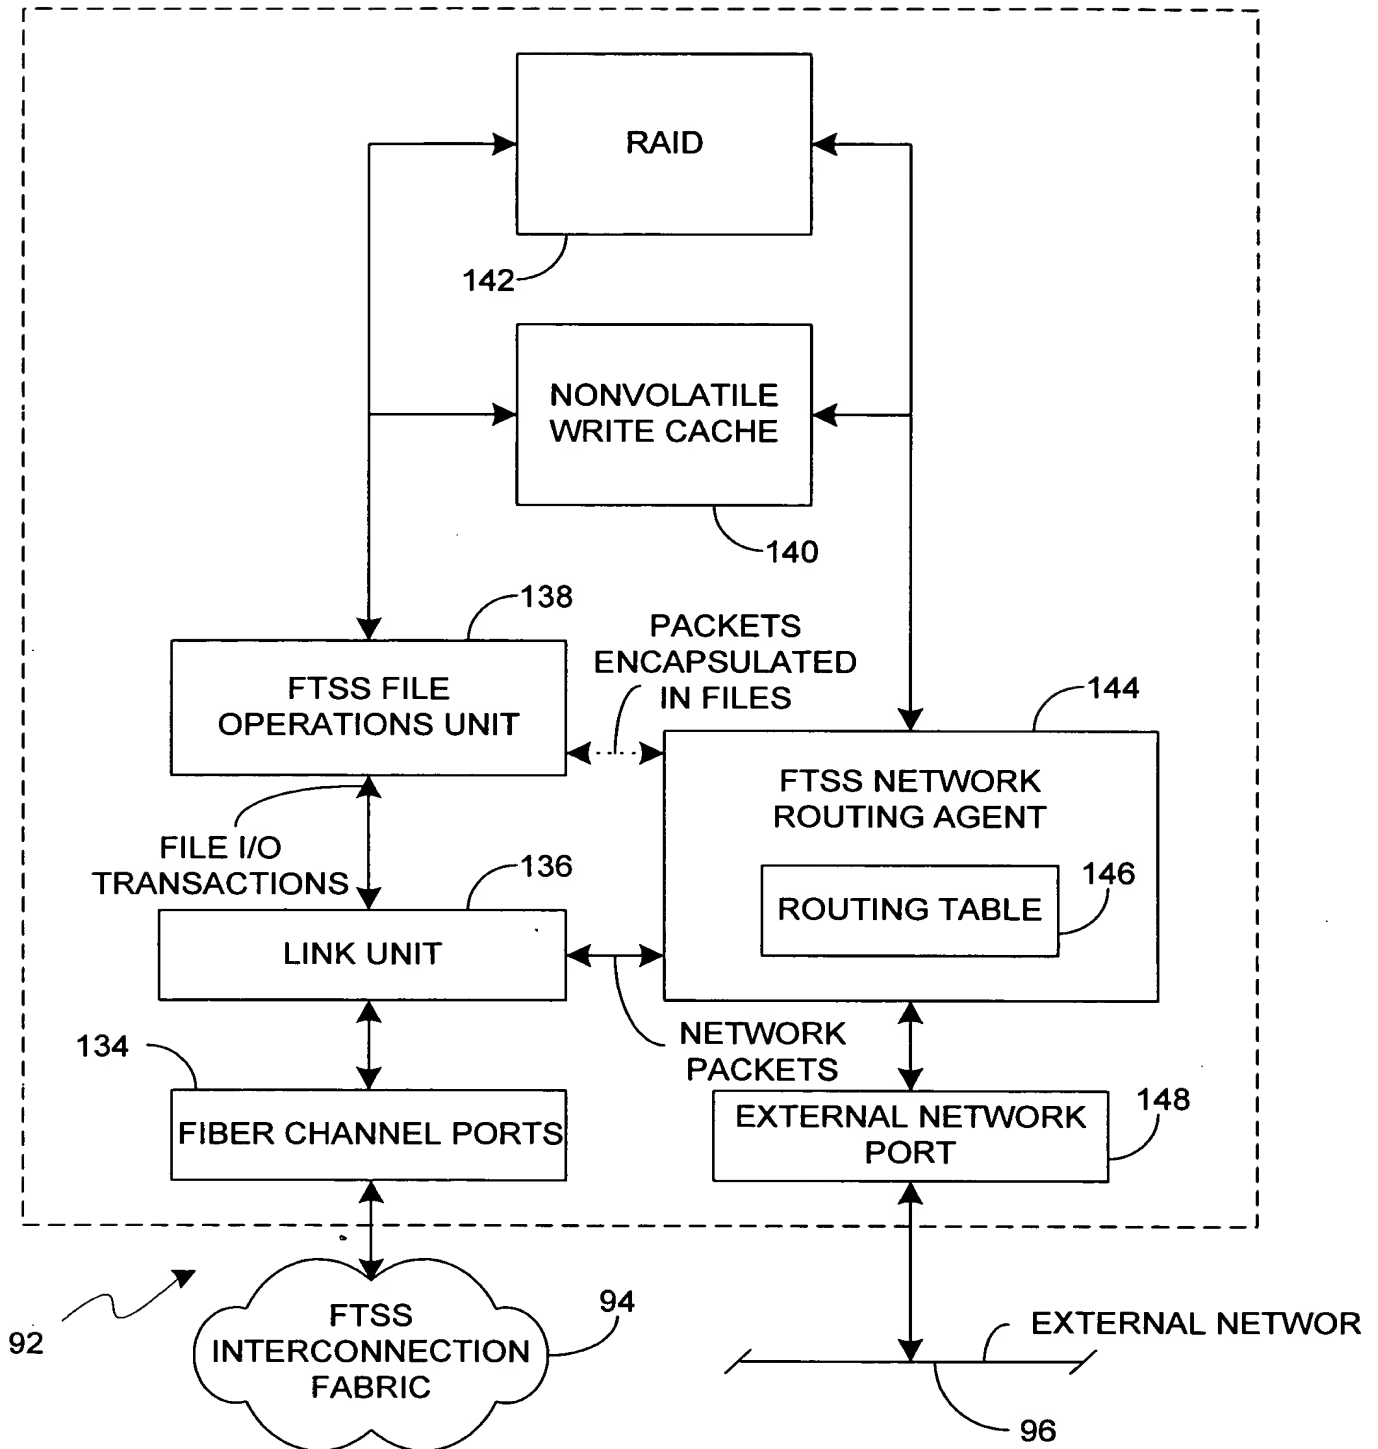 RAID
142
NONVOLATILE
WRITE CACHE
140
138
PACKETS
ENCAPSULATED
IN FILES
FTSS FILE
OPERATIONS UNIT
144
FTSS NETWORK
ROUTING AGENT
FILE I/O
TRANSACTIONS
136
146
ROUTING TABLE
LINK UNIT
134
NETWORK
PACKETS
FIBER CHANNEL PORTS
EXTERNAL NETWORK
PORT
148
92
FTSS
INTERCONNECTION
FABRIC
94
EXTERNAL NETWOR
96